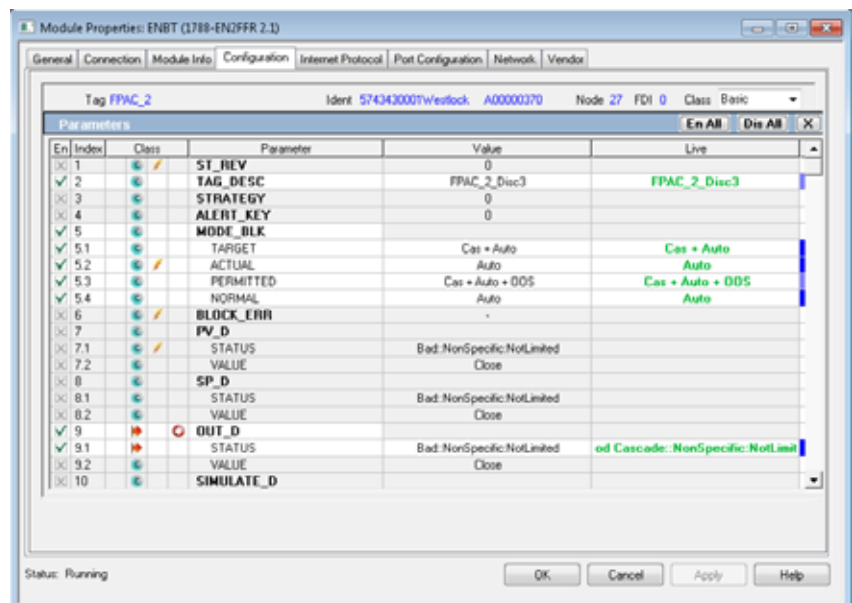 Module Properties: ENBT (1788-EN2FFR 2.1)
General Connection Module Info Configuration Internet Protocol Port Configuration Network Vendor
Tag FPAC_2 Ident 5743430001Westlock A00000370 Node 27 FDI 0 Class Basic
Parameters En All Dis All X
En Index Class Parameter Value Live
1 ST_REV 0
2 TAG_DESC FPAC_2_Disc3 FPAC_2_Disc3
3 STRATEGY 0
4 ALERT_KEY 0
5 MODE_BLK
5.1 TARGET Cas + Auto Cas + Auto
5.2 ACTUAL Auto Auto
5.3 PERMITTED Cas + Auto + OOS Cas + Auto + OOS
5.4 NORMAL Auto Auto
6 BLOCK_ERR -
7 PV_D
7.1 STATUS Bad::NonSpecific:NotLimited
7.2 VALUE Close
8 SP_D
8.1 STATUS Bad::NonSpecific:NotLimited
8.2 VALUE Close
9 OUT_D
9.1 STATUS Bad::NonSpecific:NotLimited od Cascade::NonSpecific:NotLimit
9.2 VALUE Close
10 SIMULATE_D
Status: Running OK Cancel Apply Help